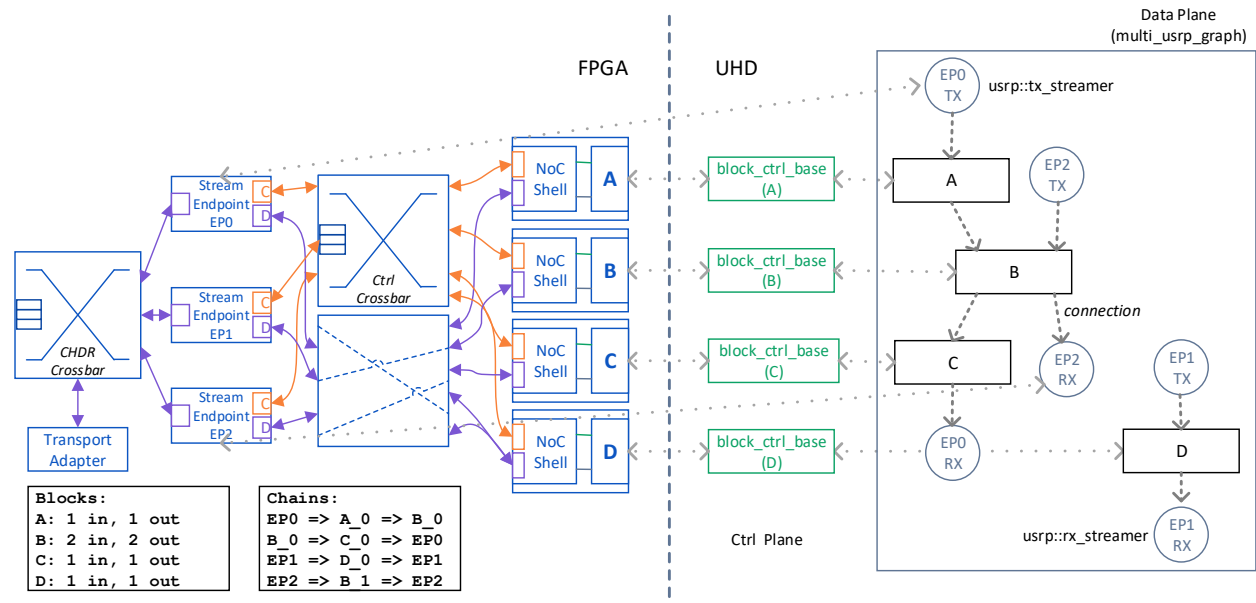 Data Plane
(multi_usrp_graph)
FPGA
UHD
EP0
TX
usrp::tx_streamer
NoC
Shell
A
block_ctrl_base
(A)
A
EP2
TX
Stream
Endpoint
EP0
C
D
Ctrl
Crossbar
NoC
Shell
B
block_ctrl_base
(B)
B
connection
CHDR
Crossbar
Stream
Endpoint
EP1
C
D
NoC
Shell
C
block_ctrl_base
(C)
C
EP2
RX
EP1
TX
Stream
Endpoint
EP2
C
D
Transport
Adapter
NoC
Shell
D
block_ctrl_base
(D)
EP0
RX
D
Blocks:
A: 1 in, 1 out
B: 2 in, 2 out
C: 1 in, 1 out
D: 1 in, 1 out
Chains:
EP0 => A_0 => B_0
B_0 => C_0 => EP0
EP1 => D_0 => EP1
EP2 => B_1 => EP2
Ctrl Plane
usrp::rx_streamer
EP1
RX